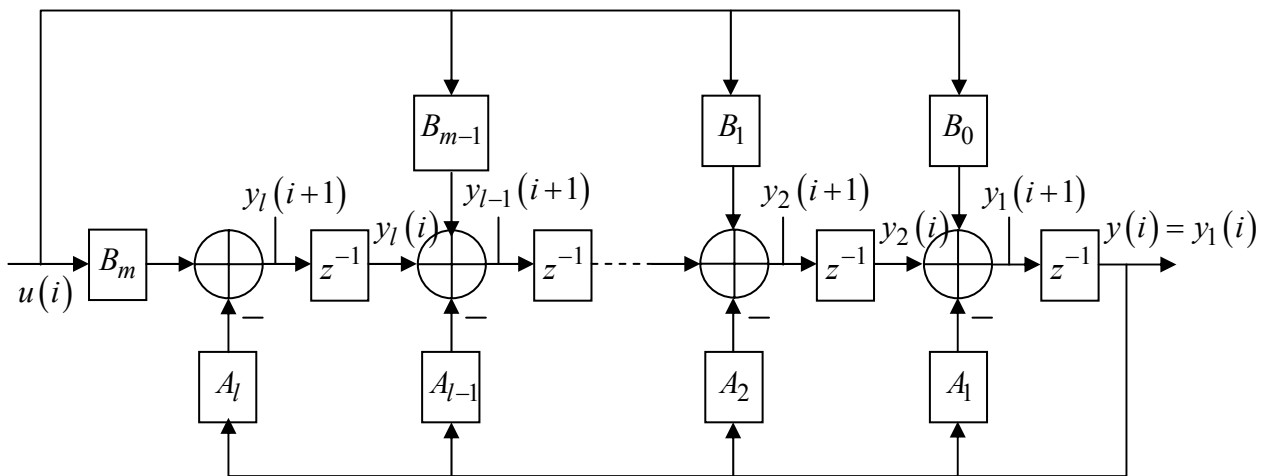 B_{m−1}
B_1
B_0
y_l(i+1)
y_l(i)
y_{l−1}(i+1)
y_2(i+1)
y_2(i)
y_1(i+1)
y(i) = y_1(i)
u(i)
B_m
z^{−1}
z^{−1}
z^{−1}
z^{−1}
−
−
−
−
A_l
A_{l−1}
A_2
A_1